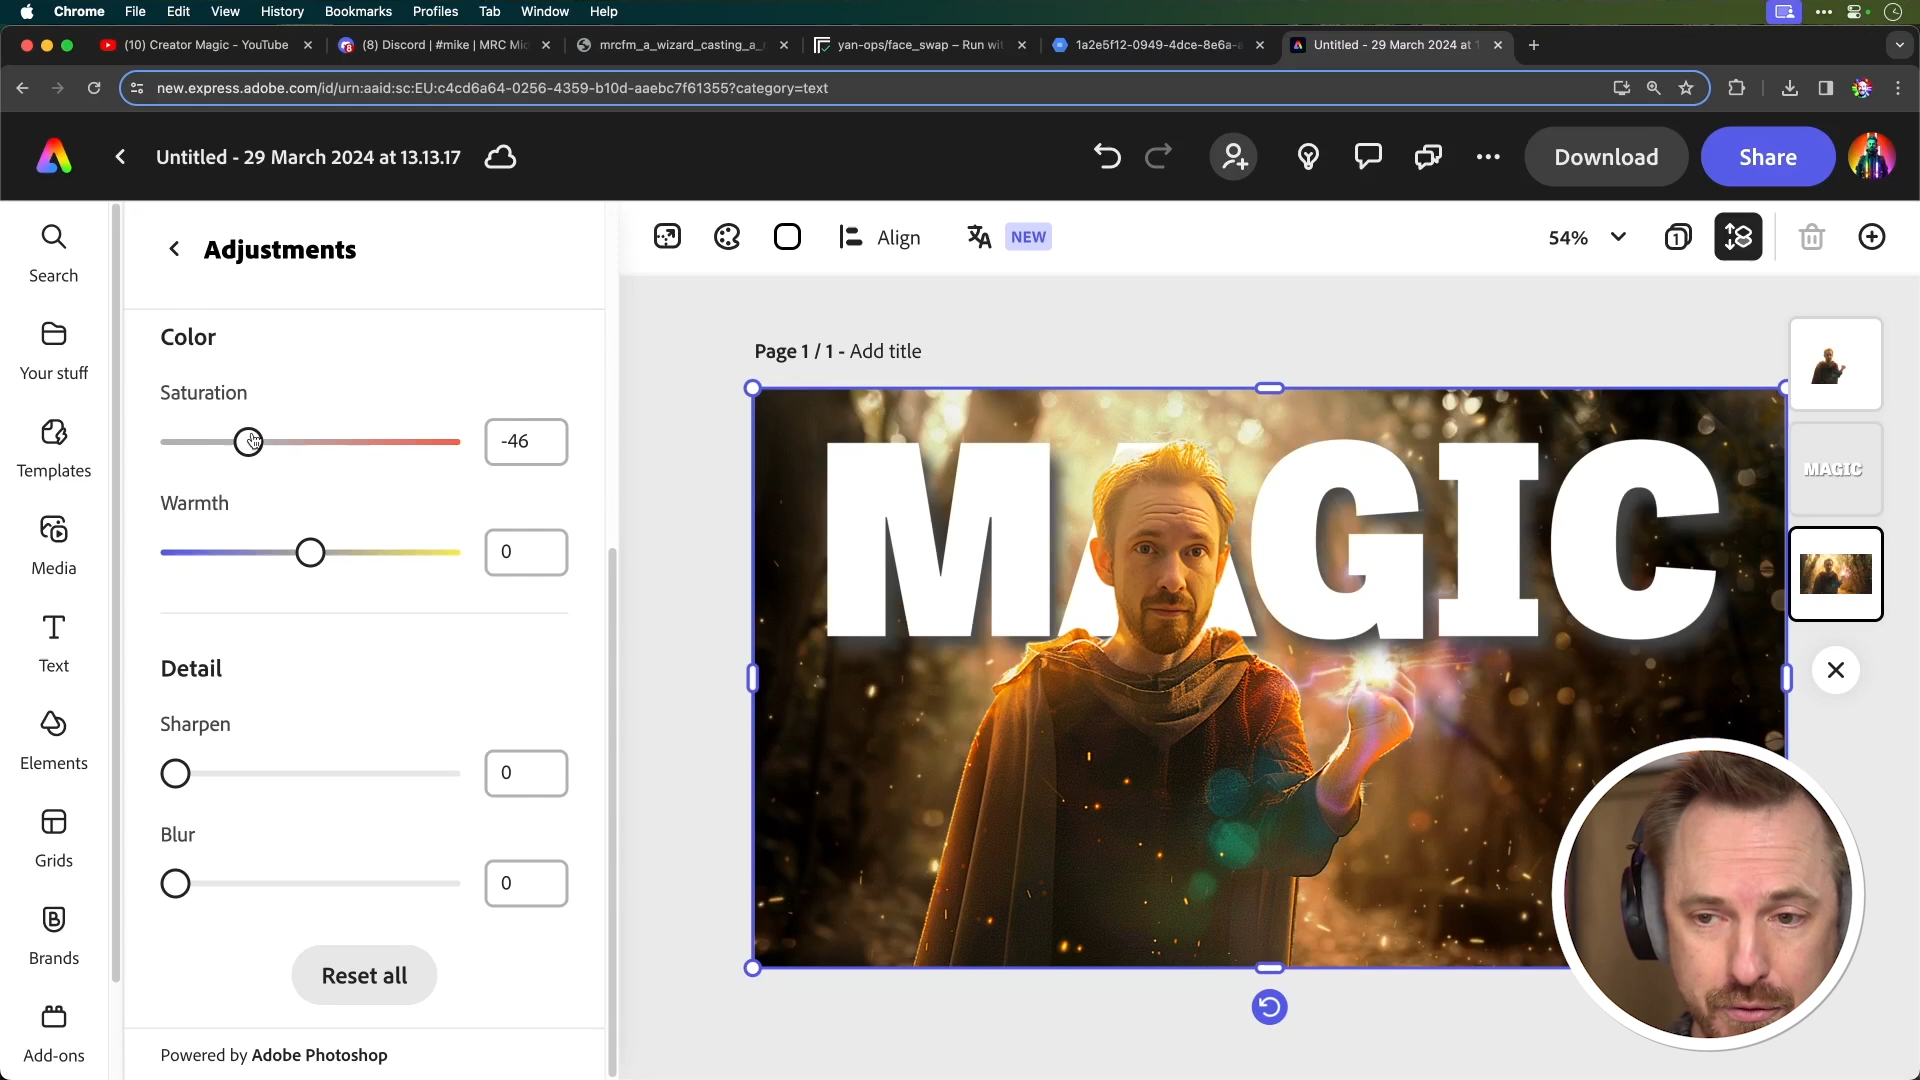 Chrome File Edit View History Bookmarks Profiles Tab Window Help
(10) Creator Magic - YouTube
(8) Discord | #mike | MRC Mi
mrcfm_a_wizard_casting_a_
yan-ops/face_swap – Run wi
1a2e5f12-0949-4dce-8e6a-a
Untitled - 29 March 2024 at 1
new.express.adobe.com/id/urn:aaid:sc:EU:c4cd6a64-0256-4359-b10d-aaebc7f61355?category=text
Untitled - 29 March 2024 at 13.13.17
Download
Share
Search
Your stuff
Templates
Media
Text
Elements
Grids
Brands
Add-ons
Adjustments
Color
Saturation
-46
Warmth
0
Detail
Sharpen
0
Blur
0
Reset all
Powered by Adobe Photoshop
Align
NEW
54%
1
Page 1 / 1 - Add title
MAGIC
MAGIC